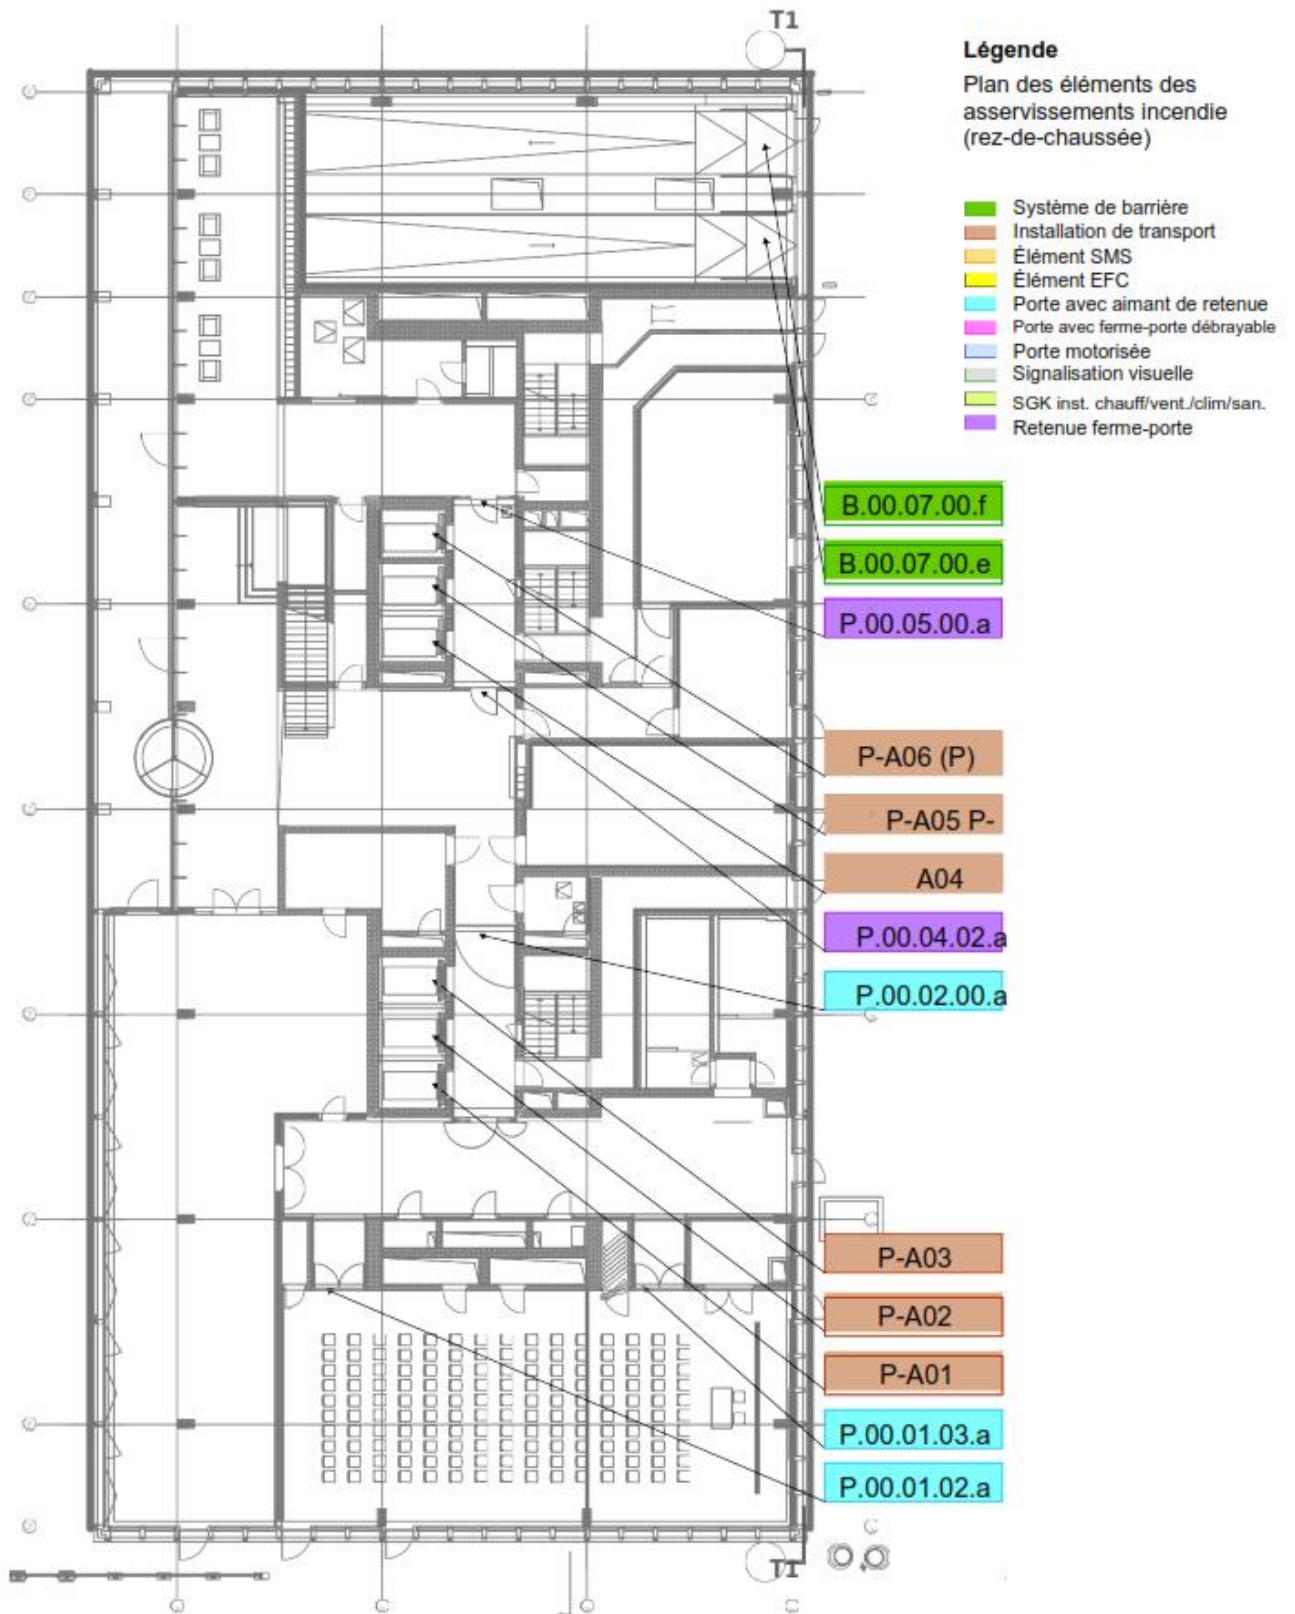 T1
Légende
Plan des éléments des
asservissements incendie
(rez-de-chaussée)
Système de barrière
Installation de transport
Élément SMS
Élément EFC
Porte avec aimant de retenue
Porte avec ferme-porte débrayable
Porte motorisée
Signalisation visuelle
SGK inst. chauff/vent./clim/san.
Retenue ferme-porte
B.00.07.00.f
B.00.07.00.e
P.00.05.00.a
P-A06 (P)
P-A05 P-
A04
P.00.04.02.a
P.00.02.00.a
P-A03
P-A02
P-A01
P.00.01.03.a
P.00.01.02.a
T1